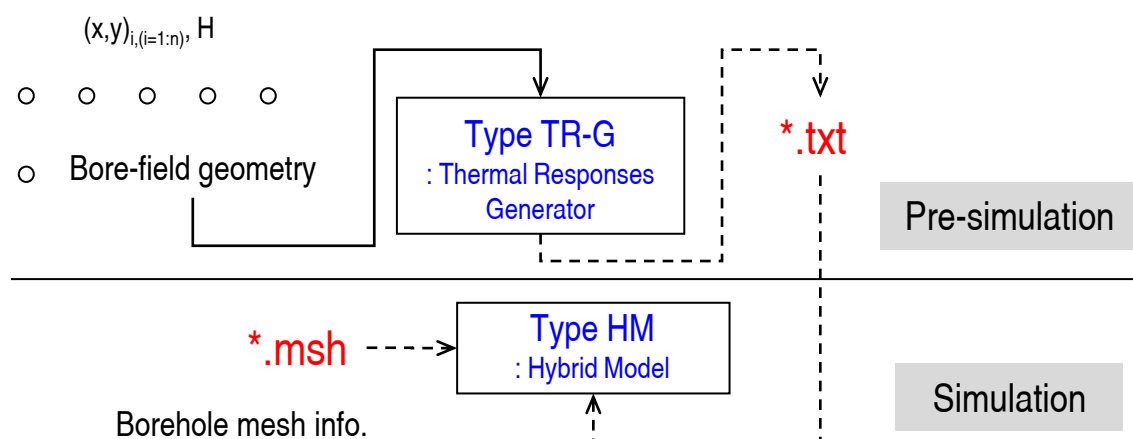 (x,y)i,(i=1:n), H
Bore-field geometry
Type TR-G
: Thermal Responses
Generator
*.txt
Pre-simulation
*.msh
Type HM
: Hybrid Model
Borehole mesh info.
Simulation